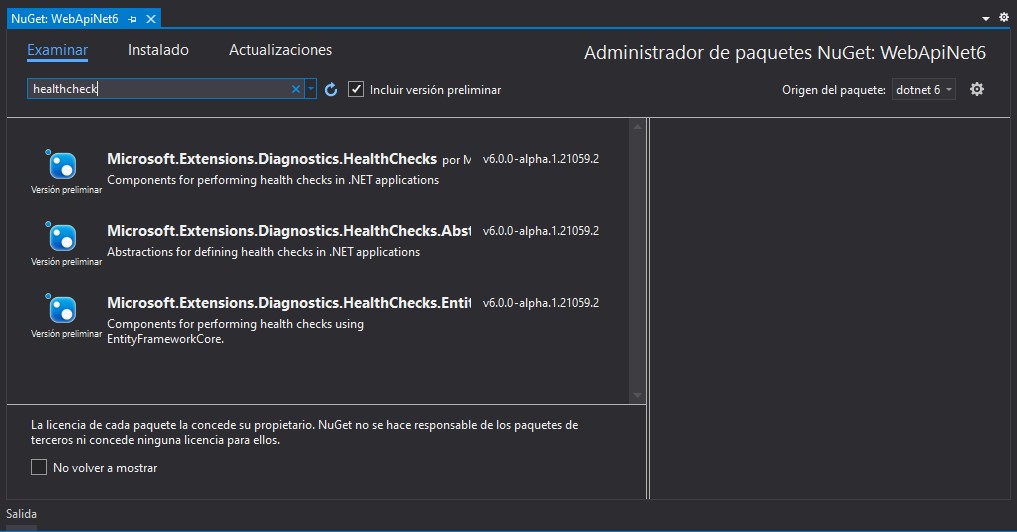 NuGet: WebApiNet6
Examinar Instalado Actualizaciones
Administrador de paquetes NuGet: WebApiNet6
healthcheck
Incluir versión preliminar
Origen del paquete: dotnet 6
Microsoft.Extensions.Diagnostics.HealthChecks por M v6.0.0-alpha.1.21059.2
Components for performing health checks in .NET applications
Versión preliminar
Microsoft.Extensions.Diagnostics.HealthChecks.Abst v6.0.0-alpha.1.21059.2
Abstractions for defining health checks in .NET applications
Versión preliminar
Microsoft.Extensions.Diagnostics.HealthChecks.Entit v6.0.0-alpha.1.21059.2
Components for performing health checks using
EntityFrameworkCore.
Versión preliminar
La licencia de cada paquete la concede su propietario. NuGet no se hace responsable de los paquetes de
terceros ni concede ninguna licencia para ellos.
No volver a mostrar
Salida